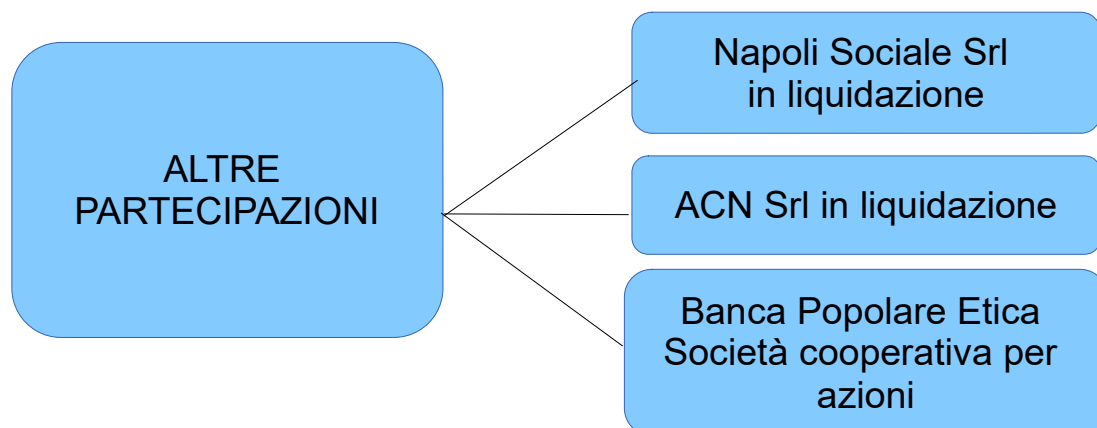 ALTRE
PARTECIPAZIONI
Napoli Sociale Srl
in liquidazione
ACN Srl in liquidazione
Banca Popolare Etica
Società cooperativa per
azioni